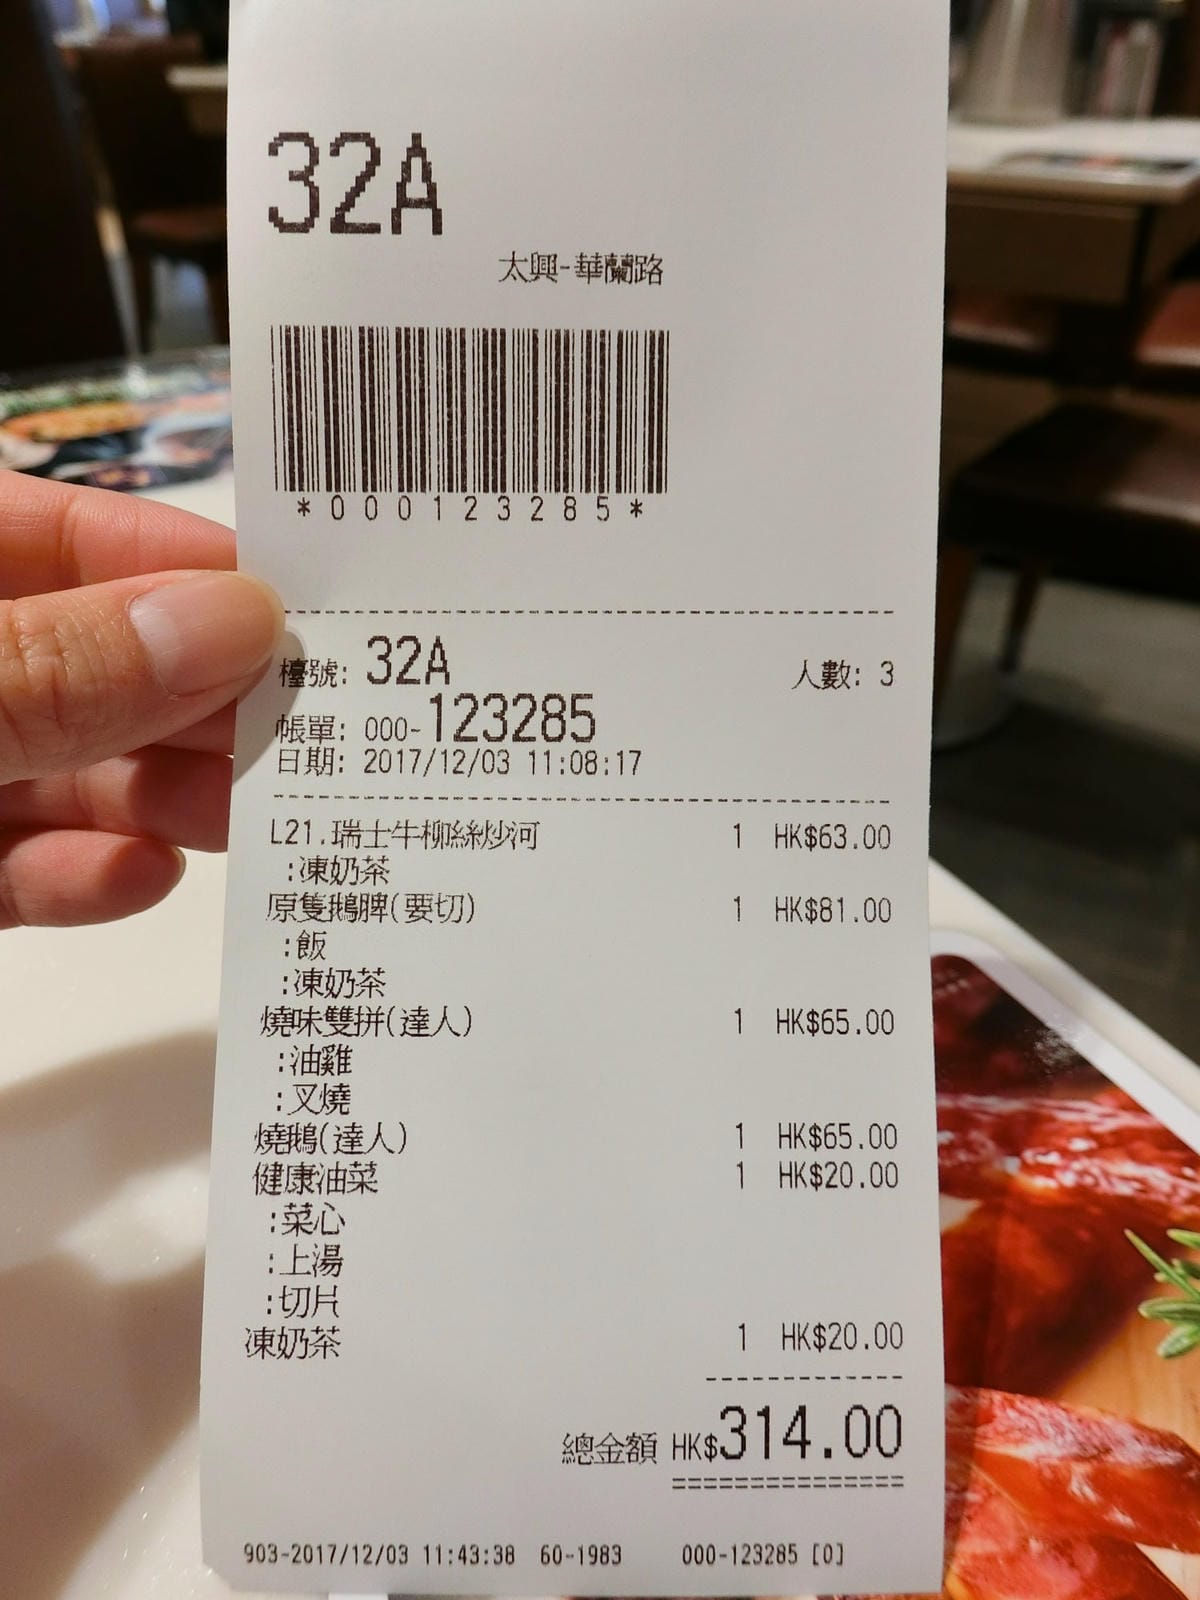 32A
太興-華蘭路
*000123285*
檯號: 32A 人數: 3
帳單: 000-123285
日期: 2017/12/03 11:08:17
L21.瑞士牛柳絲炒河 1 HK$63.00
:凍奶茶
原隻鵝髀(要切) 1 HK$81.00
:飯
:凍奶茶
燒味雙拼(達人) 1 HK$65.00
:油雞
:叉燒
燒鵝(達人) 1 HK$65.00
健康油菜 1 HK$20.00
:菜心
:上湯
:切片
凍奶茶 1 HK$20.00
總金額 HK$314.00
903-2017/12/03 11:43:38 60-1983 000-123285 [0]